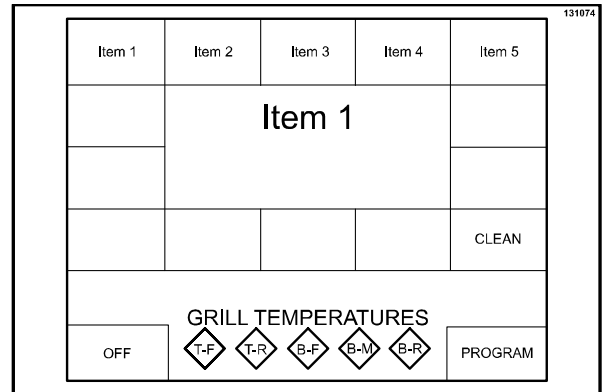 131074
Item 1 Item 2 Item 3 Item 4 Item 5
Item 1
CLEAN
GRILL TEMPERATURES
T-F T-R B-F B-M B-R
OFF PROGRAM